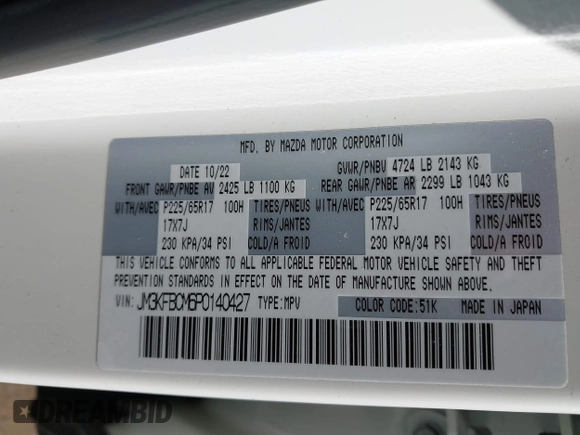 MFD. BY MAZDA MOTOR CORPORATION
DATE 10/22 GVWR/PNBV 4724 LB 2143 KG
FRONT GAWR/PNBE AV 2425 LB 1100 KG REAR GAWR/PNBE AR 2299 LB 1043 KG
WITH/AVEC P225/65R17 100H TIRES/PNEUS WITH/AVEC P225/65R17 100H TIRES/PNEUS
17X7J RIMS/JANTES 17X7J RIMS/JANTES
230 KPA/34 PSI COLD/A FROID 230 KPA/34 PSI COLD/A FROID
THIS VEHICLE CONFORMS TO ALL APPLICABLE FEDERAL MOTOR VEHICLE SAFETY AND THEFT
PREVENTION STANDARDS IN EFFECT ON THE DATE OF MANUFACTURE SHOWN ABOVE.
VIN: JM3KFBCM6P0140427 TYPE:MPV COLOR CODE:51K MADE IN JAPAN
DREAMBID